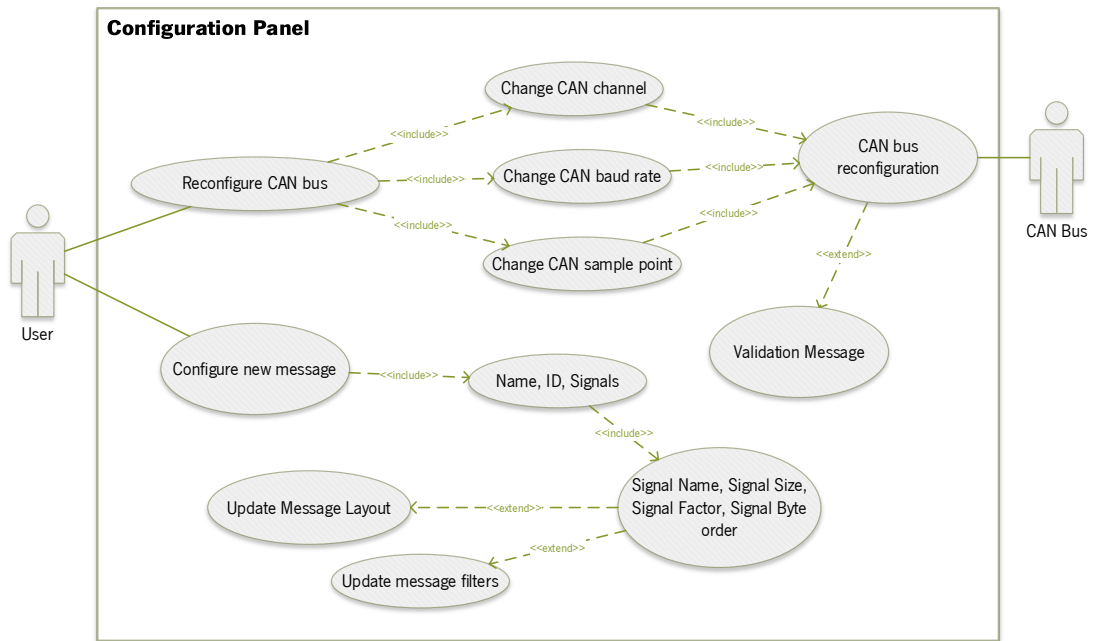 Configuration Panel
Change CAN channel
<<include>>
<<include>>
CAN bus
reconfiguration
Reconfigure CAN bus
<<include>>
Change CAN baud rate
<<include>>
<<include>>
<<include>>
CAN Bus
Change CAN sample point
<<extend>>
User
Validation Message
Configure new message
<<include>>
Name, ID, Signals
<<include>>
Signal Name, Signal Size,
Signal Factor, Signal Byte
order
Update Message Layout
<<extend>>
<<extend>>
Update message filters